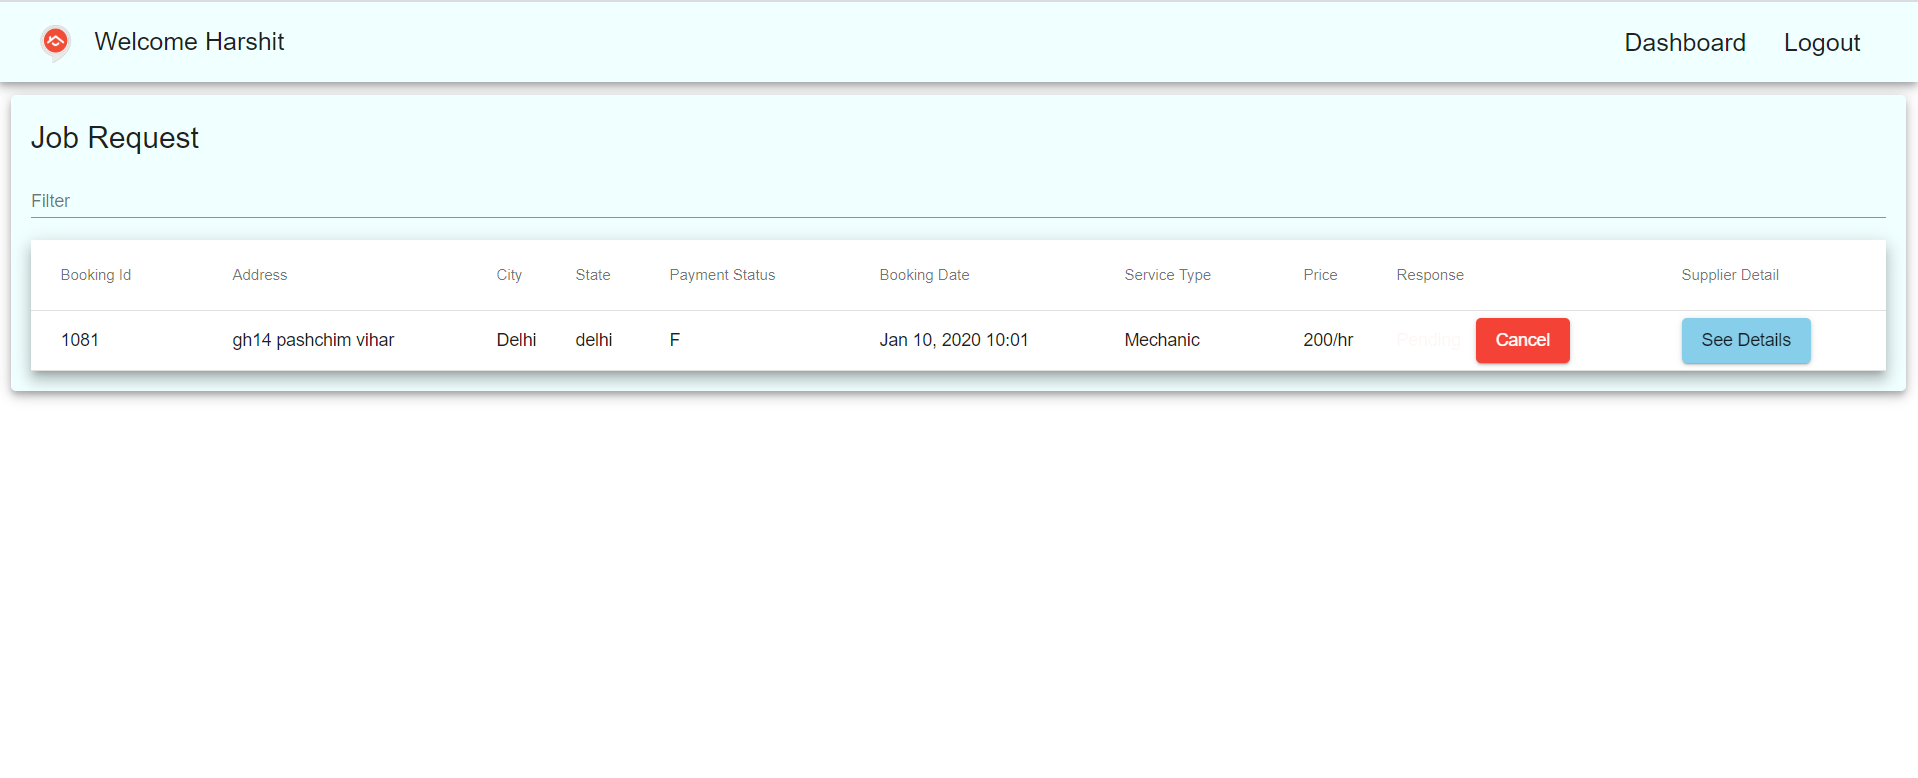 Welcome Harshit Dashboard Logout
Job Request
Filter
Booking Id Address City State Payment Status Booking Date Service Type Price Response Supplier Detail
1081 gh14 pashchim vihar Delhi delhi F Jan 10, 2020 10:01 Mechanic 200/hr Pending Cancel See Details